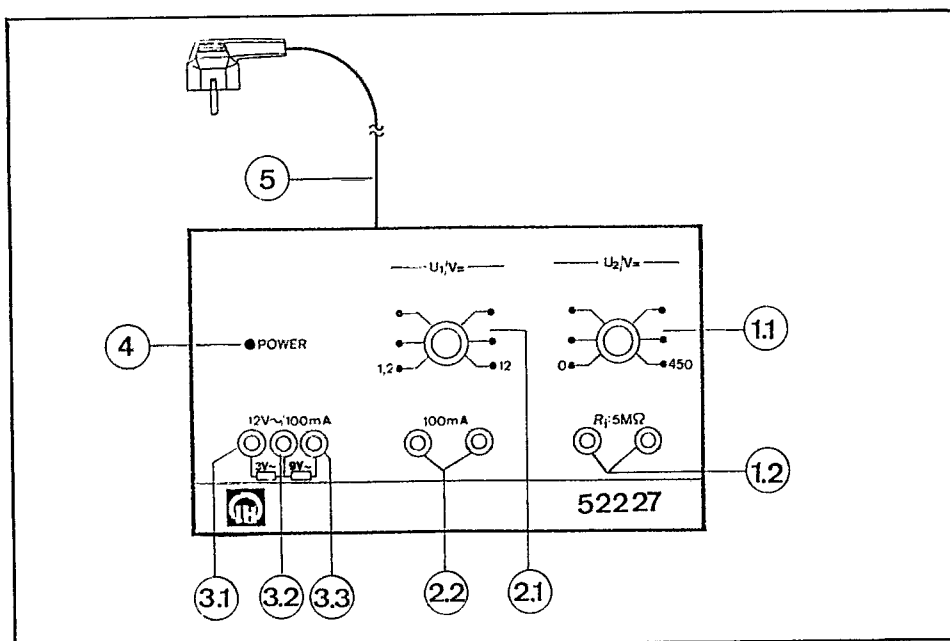 5
U₁/V= U₂/V=
4 POWER 1.1
1,2 12 0 450
12V~/100mA 100mA Rᵢ:5MΩ
3V~ 9V~
1.2
52227
3.1 3.2 3.3 2.2 2.1